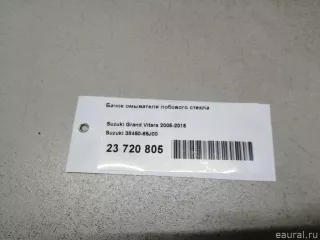 Бачок омывателя лобового стекла
Suzuki Grand Vitara 2005-2015
Suzuki 38450-65J00
23 720 805
eaural.ru©